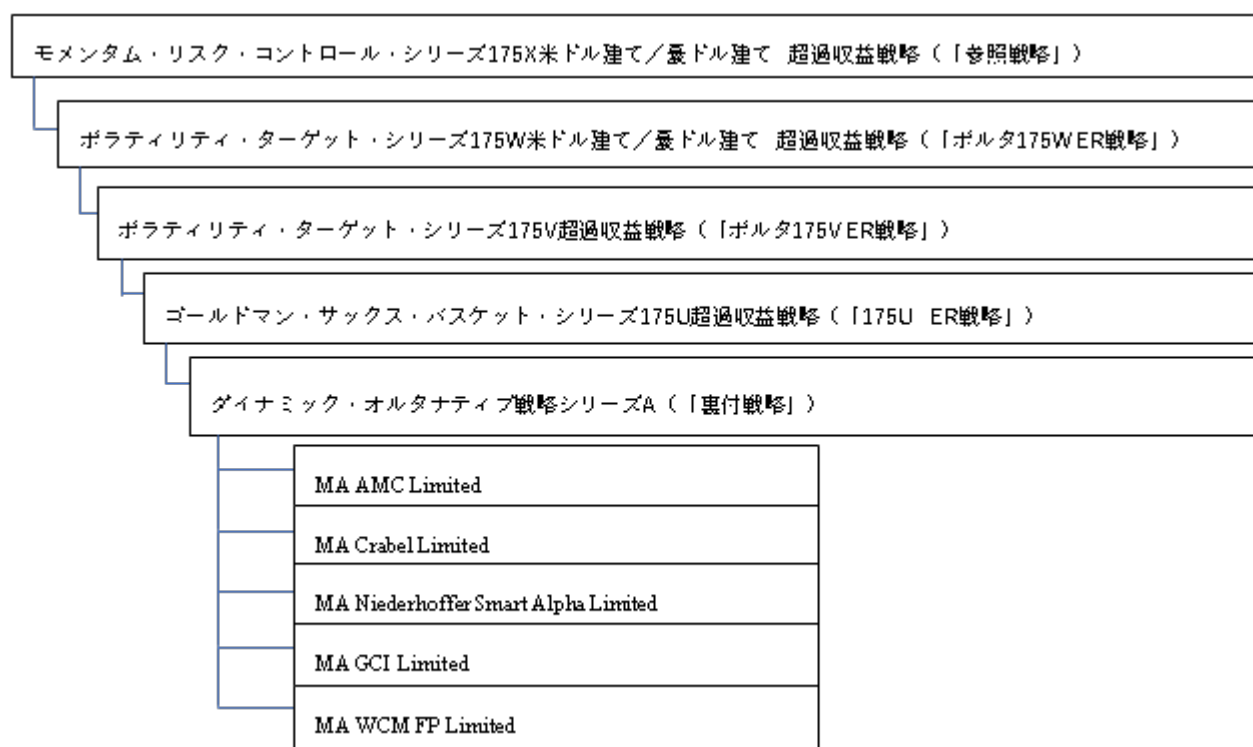 モメンタム・リスク・コントロール・シリーズ175X米ドル建て／豪ドル建て 超過収益戦略（「参照戦略」）
ボラティリティ・ターゲット・シリーズ175W米ドル建て／豪ドル建て 超過収益戦略（「ボルタ175W ER戦略」）
ボラティリティ・ターゲット・シリーズ175V超過収益戦略（「ボルタ175V ER戦略」）
ゴールドマン・サックス・バスケット・シリーズ175U超過収益戦略（「175U ER戦略」）
ダイナミック・オルタナティブ戦略シリーズA（「裏付戦略」）
MA AMC Limited
MA Crabel Limited
MA Niederhoffer Smart Alpha Limited
MA GCI Limited
MA WCM FP Limited